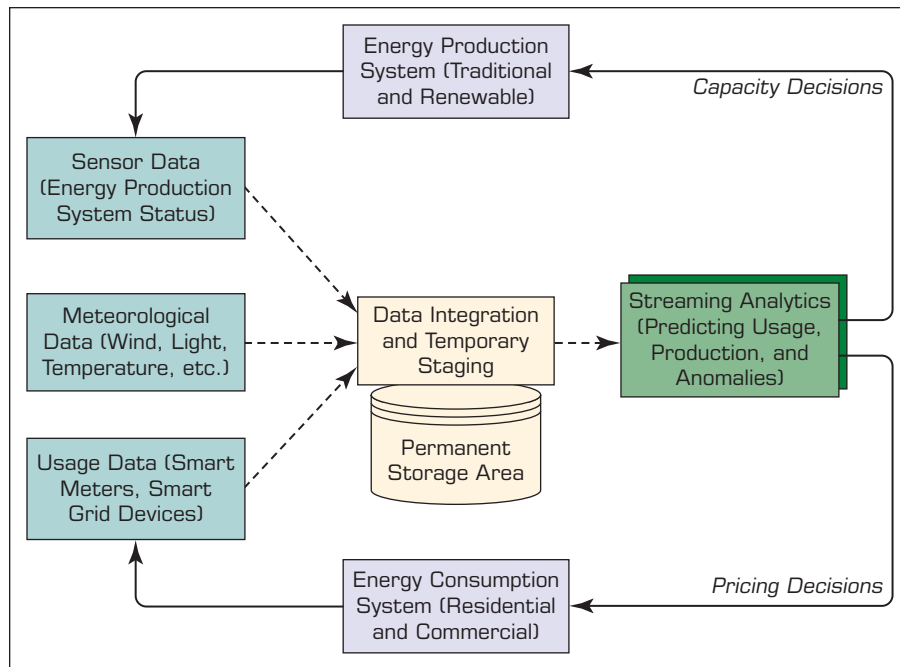 Energy Production
System (Traditional
and Renewable)
Capacity Decisions
Sensor Data
(Energy Production
System Status)
Meteorological
Data (Wind, Light,
Temperature, etc.)
Data Integration
and Temporary
Staging
Streaming Analytics
(Predicting Usage,
Production, and
Anomalies)
Permanent
Storage Area
Usage Data (Smart
Meters, Smart
Grid Devices)
Energy Consumption
System (Residential
and Commercial)
Pricing Decisions